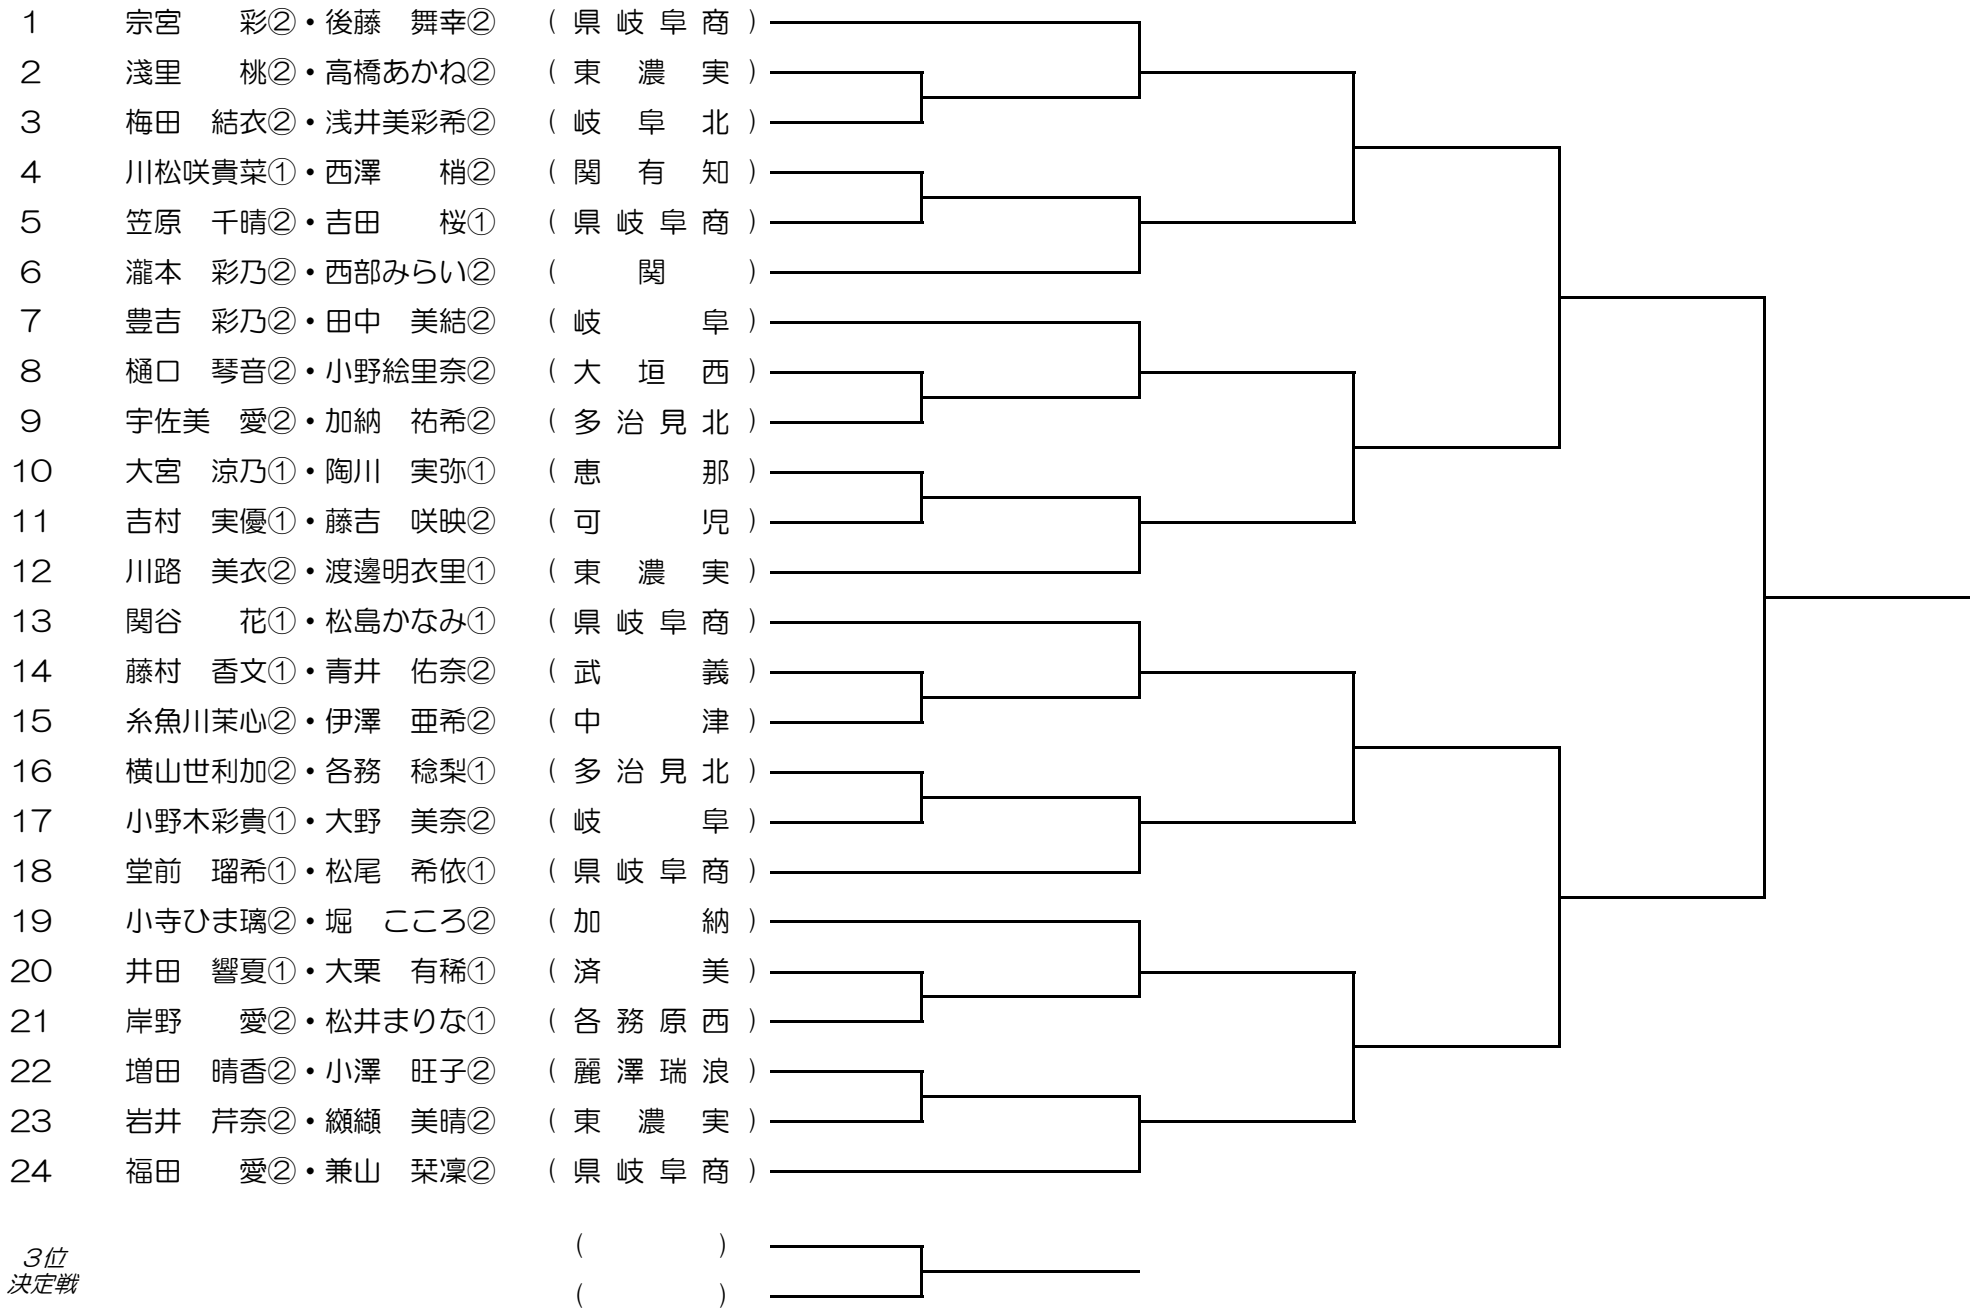 1 宗宮　彩②・後藤　舞幸② (県岐阜商)
2 淺里　桃②・高橋あかね② (東濃実)
3 梅田　結衣②・浅井美彩希② (岐阜北)
4 川松咲貴菜①・西澤　梢② (関有知)
5 笠原　千晴②・吉田　桜① (県岐阜商)
6 瀧本　彩乃②・西部みらい② (関)
7 豊吉　彩乃②・田中　美結② (岐阜)
8 樋口　琴音②・小野絵里奈② (大垣西)
9 宇佐美　愛②・加納　祐希② (多治見北)
10 大宮　涼乃①・陶川　実弥① (恵那)
11 吉村　実優①・藤吉　咲映② (可児)
12 川路　美衣②・渡邊明衣里① (東濃実)
13 関谷　花①・松島かなみ① (県岐阜商)
14 藤村　香文①・青井　佑奈② (武義)
15 糸魚川茉心②・伊澤　亜希② (中津)
16 横山世利加②・各務　稔梨① (多治見北)
17 小野木彩貴①・大野　美奈② (岐阜)
18 堂前　瑠希①・松尾　希依① (県岐阜商)
19 小寺ひま璃②・堀　こころ② (加納)
20 井田　響夏①・大栗　有稀① (済美)
21 岸野　愛②・松井まりな① (各務原西)
22 増田　晴香②・小澤　旺子② (麗澤瑞浪)
23 岩井　芹奈②・纐纈　美晴② (東濃実)
24 福田　愛②・兼山　栞凜② (県岐阜商)
3位
決定戦
(　)
(　)